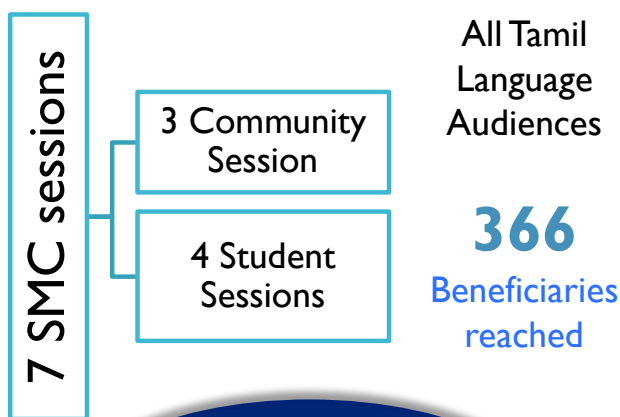 7 SMC sessions
3 Community
Session
4 Student
Sessions
All Tamil
Language
Audiences
366
Beneficiaries
reached